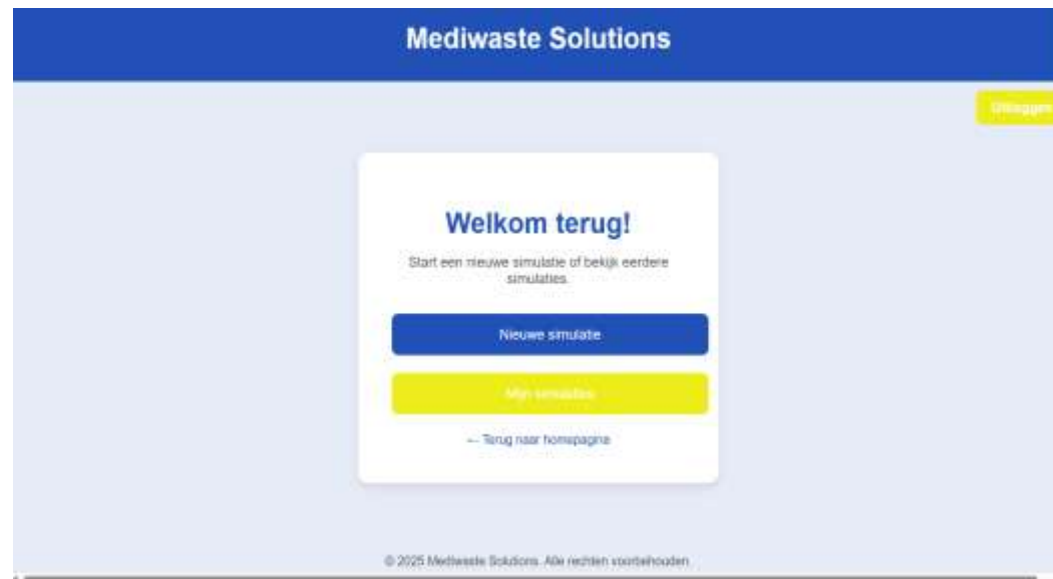 Mediwaste Solutions
Uitloggen
Welkom terug!
Start een nieuwe simulatie of bekijk eerdere
simulaties.
Nieuwe simulatie
Mijn simulaties
← Terug naar homepagina
© 2025 Mediwaste Solutions. Alle rechten voorbehouden.